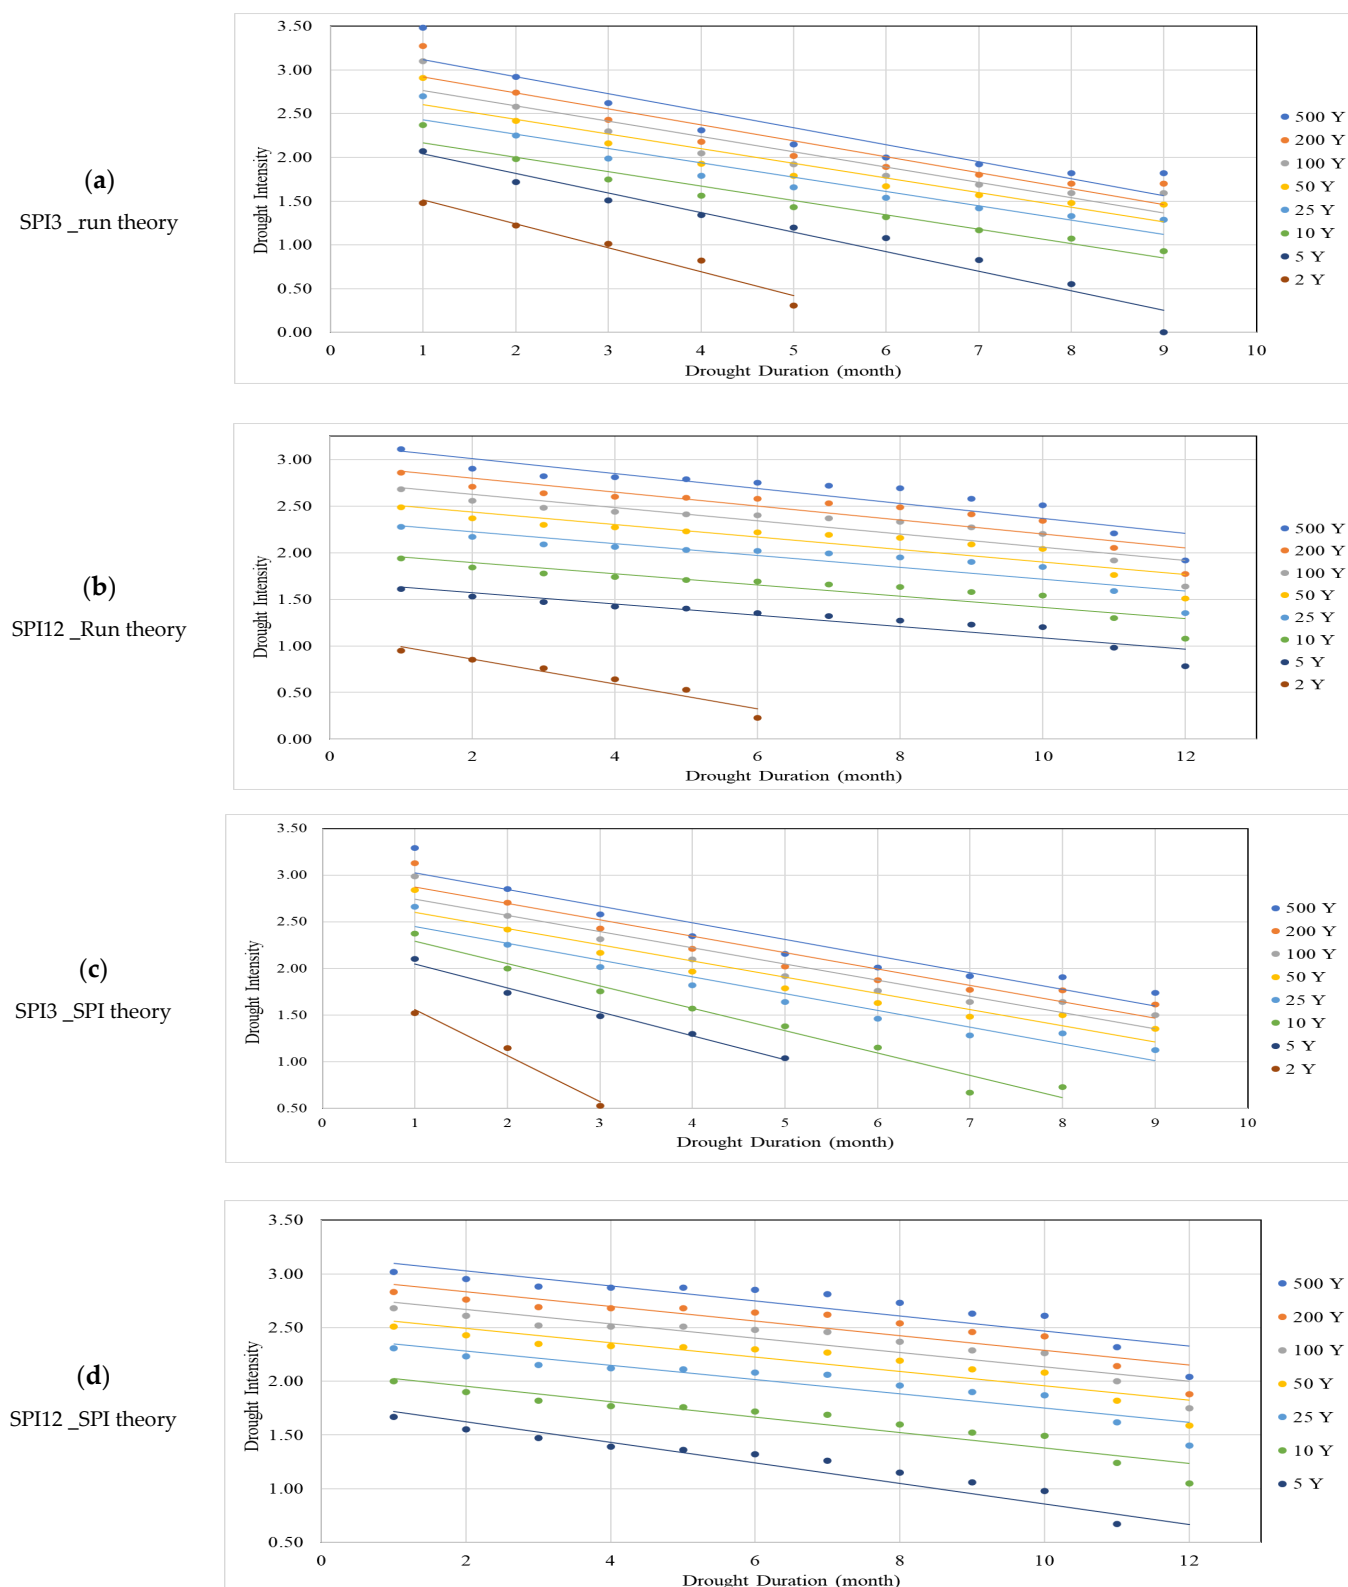 (a)
SPI3 _run theory
Drought Intensity
3.50
3.00
2.50
2.00
1.50
1.00
0.50
0.00
0 1 2 3 4 5 6 7 8 9 10
Drought Duration (month)
500 Y
200 Y
100 Y
50 Y
25 Y
10 Y
5 Y
2 Y
(b)
SPI12 _Run theory
Drought Intensity
3.00
2.50
2.00
1.50
1.00
0.50
0.00
0 2 4 6 8 10 12
Drought Duration (month)
500 Y
200 Y
100 Y
50 Y
25 Y
10 Y
5 Y
2 Y
(c)
SPI3 _SPI theory
Drought Intensity
3.50
3.00
2.50
2.00
1.50
1.00
0.50
0 1 2 3 4 5 6 7 8 9 10
Drought Duration (month)
500 Y
200 Y
100 Y
50 Y
25 Y
10 Y
5 Y
2 Y
(d)
SPI12 _SPI theory
Drought Intensity
3.50
3.00
2.50
2.00
1.50
1.00
0.50
0 2 4 6 8 10 12
Drought Duration (month)
500 Y
200 Y
100 Y
50 Y
25 Y
10 Y
5 Y